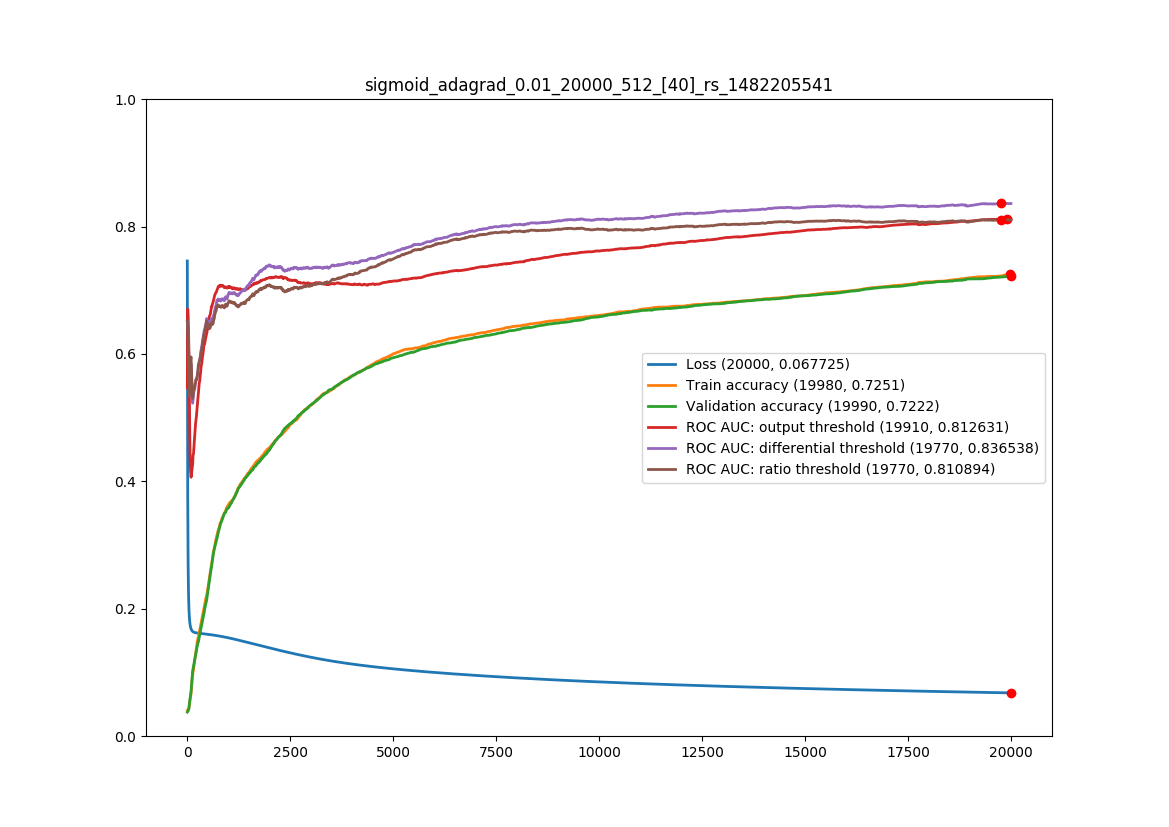 sigmoid_adagrad_0.01_20000_512_[40]_rs_1482205541
1.0
0.8
0.6
0.4
0.2
0.0
Loss (20000, 0.067725)
Train accuracy (19980, 0.7251)
Validation accuracy (19990, 0.7222)
ROC AUC: output threshold (19910, 0.812631)
ROC AUC: differential threshold (19770, 0.836538)
ROC AUC: ratio threshold (19770, 0.810894)
0 2500 5000 7500 10000 12500 15000 17500 20000